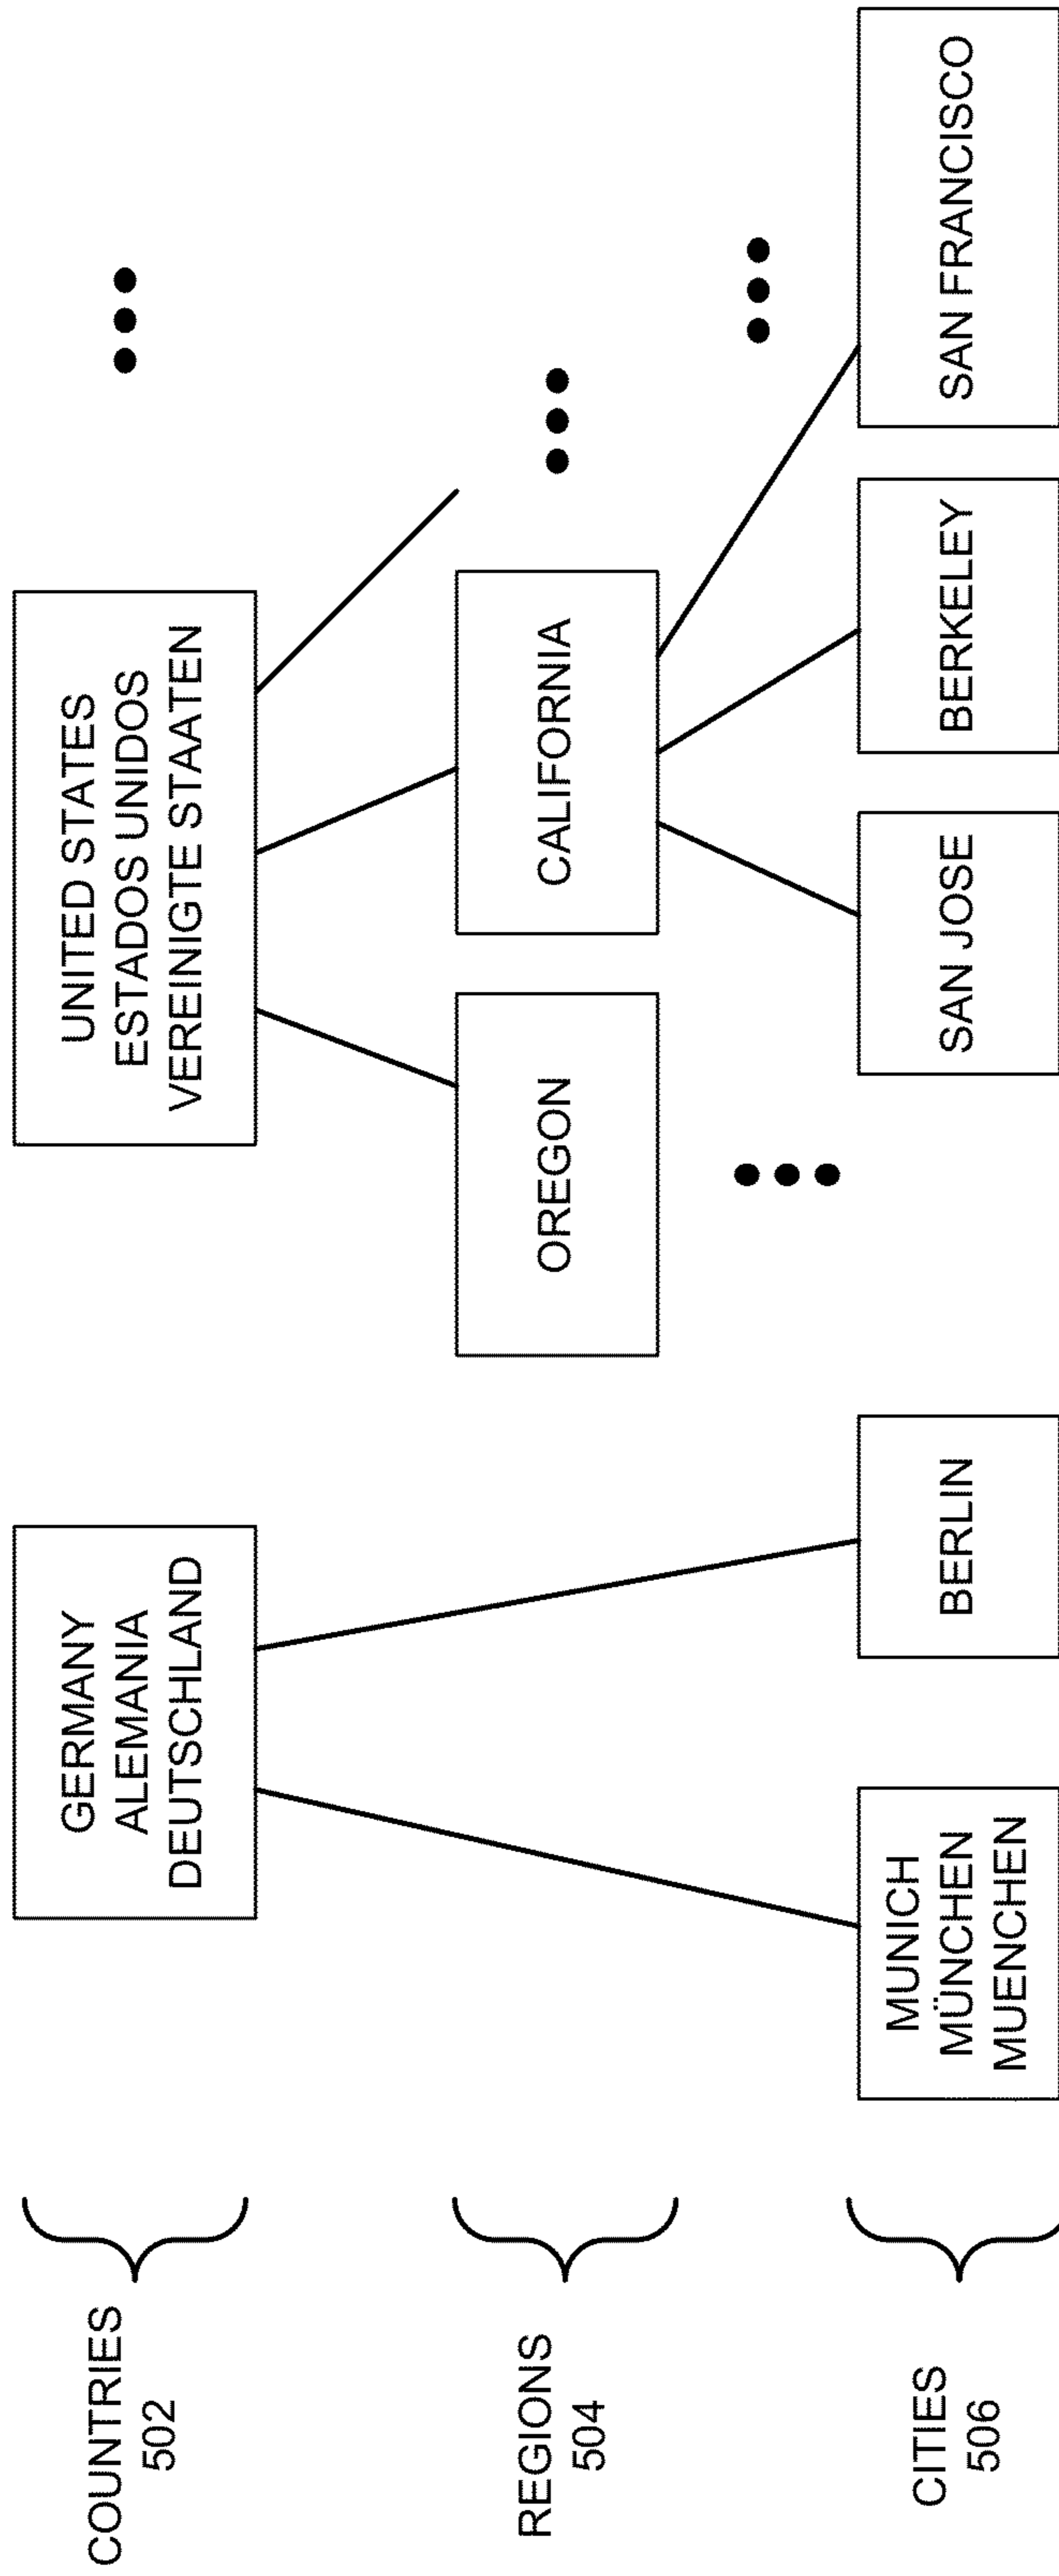 COUNTRIES
502
GERMANY
ALEMANIA
DEUTSCHLAND
UNITED STATES
ESTADOS UNIDOS
VEREINIGTE STAATEN
REGIONS
504
OREGON
CALIFORNIA
CITIES
506
MUNICH
MÜNCHEN
MUENCHEN
BERLIN
SAN JOSE
BERKELEY
SAN FRANCISCO